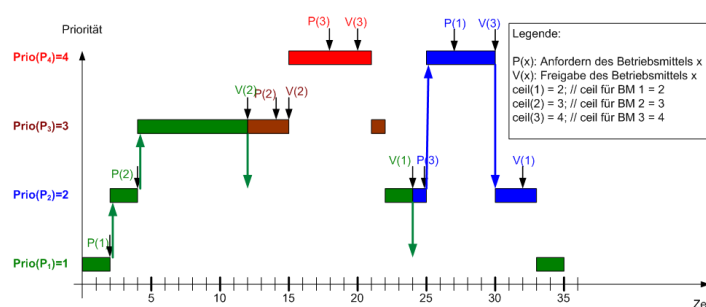 Priorität
P(3) V(3)
P(1) V(3)
Legende:
P(x): Anfordern des Betriebsmittels x
V(x): Freigabe des Betriebsmittels x
ceil(1) = 2; // ceil für BM 1 = 2
ceil(2) = 3; // ceil für BM 2 = 3
ceil(3) = 4; // ceil für BM 3 = 4
Prio(P₄)=4
V(2) P(2) V(2)
Prio(P₃)=3
P(2)
V(1) P(3)
V(1)
Prio(P₂)=2
P(1)
Prio(P₁)=1
5 10 15 20 25 30 35
Ze